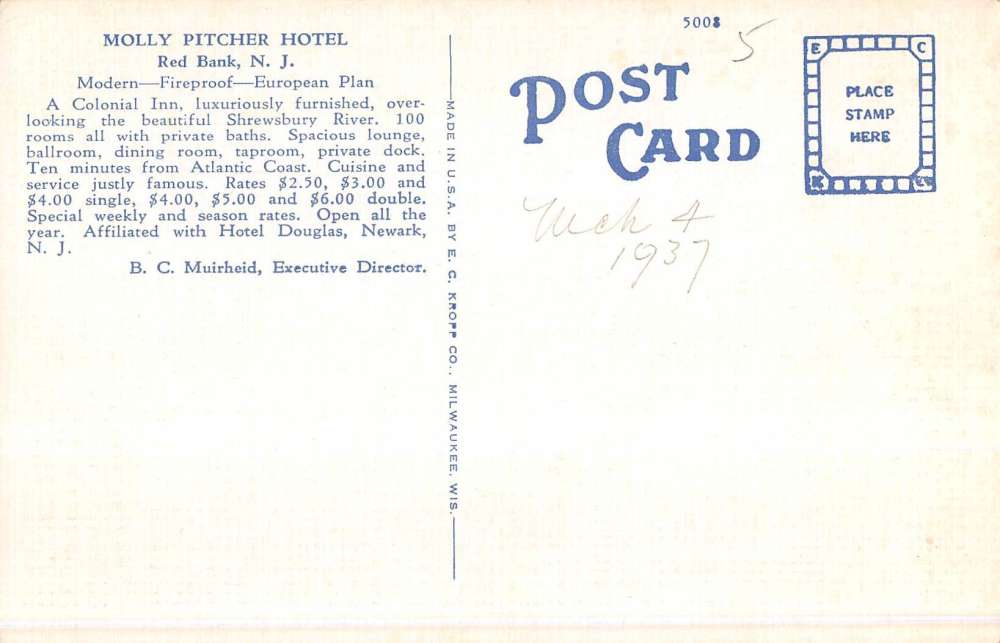 MOLLY PITCHER HOTEL
Red Bank, N. J.
Modern—Fireproof—European Plan
A Colonial Inn, luxuriously furnished, over-
looking the beautiful Shrewsbury River. 100
rooms all with private baths. Spacious lounge,
ballroom, dining room, taproom, private dock.
Ten minutes from Atlantic Coast. Cuisine and
service justly famous. Rates $2.50, $3.00 and
$4.00 single, $4.00, $5.00 and $6.00 double.
Special weekly and season rates. Open all the
year. Affiliated with Hotel Douglas, Newark,
N. J.
B. C. Muirheid, Executive Director.
MADE IN U.S.A. BY E. C. KROPP CO., MILWAUKEE, WIS.
5008
5
POST
CARD
E C
PLACE
STAMP
HERE
K
Mch 4
1937